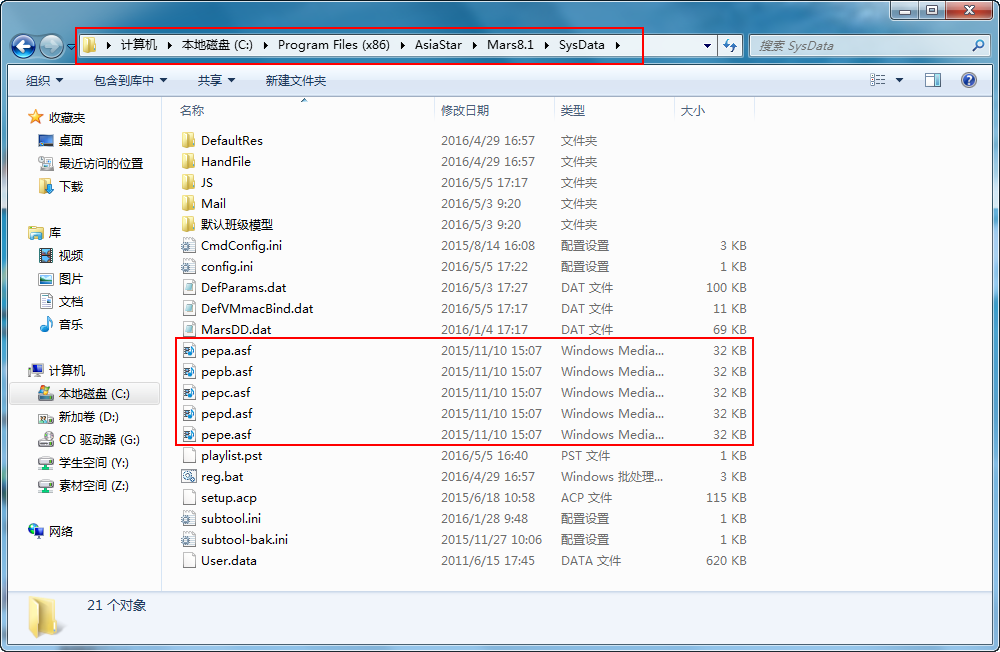 计算机 ▸ 本地磁盘 (C:) ▸ Program Files (x86) ▸ AsiaStar ▸ Mars8.1 ▸ SysData ▸
搜索 SysData
组织 包含到库中 共享 新建文件夹
收藏夹
桌面
最近访问的位置
下载
库
视频
图片
文档
音乐
计算机
本地磁盘 (C:)
新加卷 (D:)
CD 驱动器 (G:)
学生空间 (Y:)
素材空间 (Z:)
网络
名称 修改日期 类型 大小
DefaultRes 2016/4/29 16:57 文件夹
HandFile 2016/4/29 16:57 文件夹
JS 2016/5/5 17:17 文件夹
Mail 2016/5/3 9:20 文件夹
默认班级模型 2016/5/3 9:20 文件夹
CmdConfig.ini 2015/8/14 16:08 配置设置 3 KB
config.ini 2016/5/5 17:22 配置设置 1 KB
DefParams.dat 2016/5/3 17:27 DAT 文件 100 KB
DefVMmacBind.dat 2016/5/5 17:17 DAT 文件 11 KB
MarsDD.dat 2016/1/4 17:17 DAT 文件 69 KB
pepa.asf 2015/11/10 15:07 Windows Media... 32 KB
pepb.asf 2015/11/10 15:07 Windows Media... 32 KB
pepc.asf 2015/11/10 15:07 Windows Media... 32 KB
pepd.asf 2015/11/10 15:07 Windows Media... 32 KB
pepe.asf 2015/11/10 15:07 Windows Media... 32 KB
playlist.pst 2016/5/5 16:40 PST 文件 1 KB
reg.bat 2016/4/29 16:57 Windows 批处理... 3 KB
setup.acp 2015/6/18 10:58 ACP 文件 115 KB
subtool.ini 2016/1/28 9:48 配置设置 1 KB
subtool-bak.ini 2015/11/27 10:06 配置设置 1 KB
User.data 2011/6/15 17:45 DATA 文件 620 KB
21 个对象